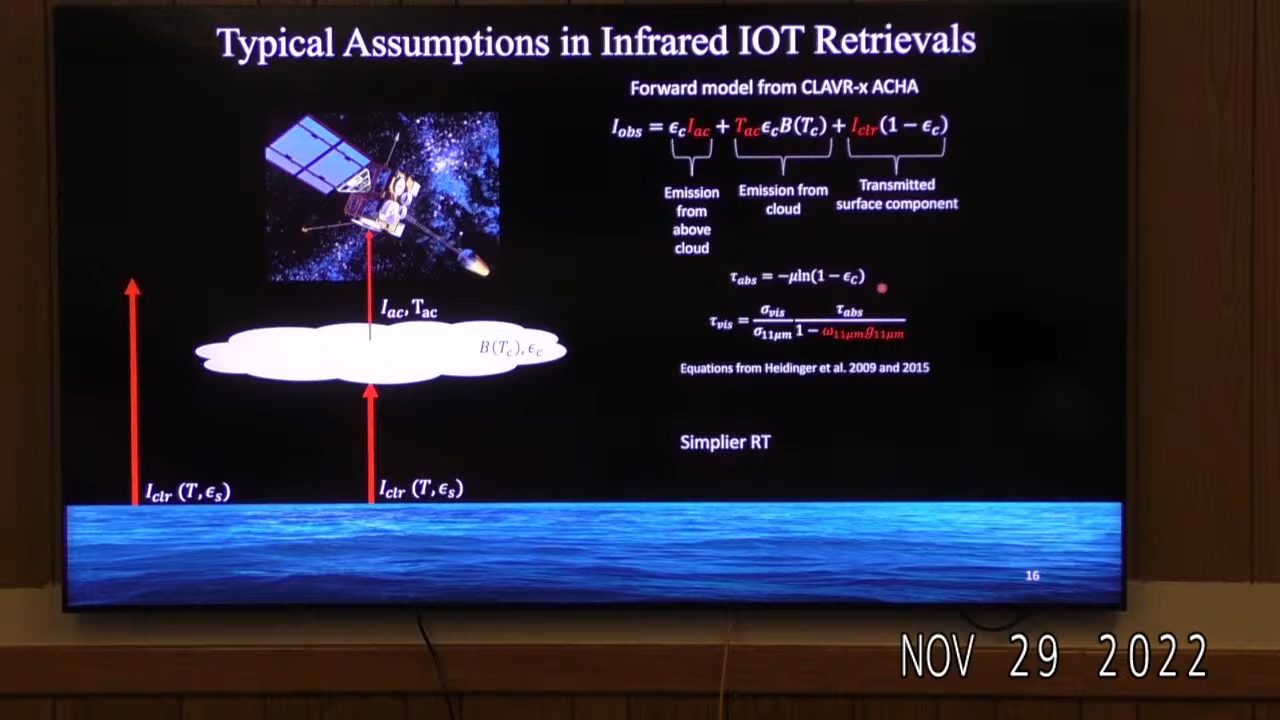 Typical Assumptions in Infrared IOT Retrievals
Forward model from CLAVR-x ACHA
I_obs = ϵ_c I_ac + T_ac ϵ_c B(T_c) + I_clr (1 − ϵ_c)
Emission from above cloud
Emission from cloud
Transmitted surface component
τ_abs = −μln(1 − ϵ_c)
τ_vis = σ_vis / σ_11μm τ_abs / 1 − ω_11μm g_11μm
Equations from Heidinger et al. 2009 and 2015
I_ac, T_ac
B(T_c), ϵ_c
Simplier RT
I_clr (T, ϵ_s)
I_clr (T, ϵ_s)
16
NOV 29 2022